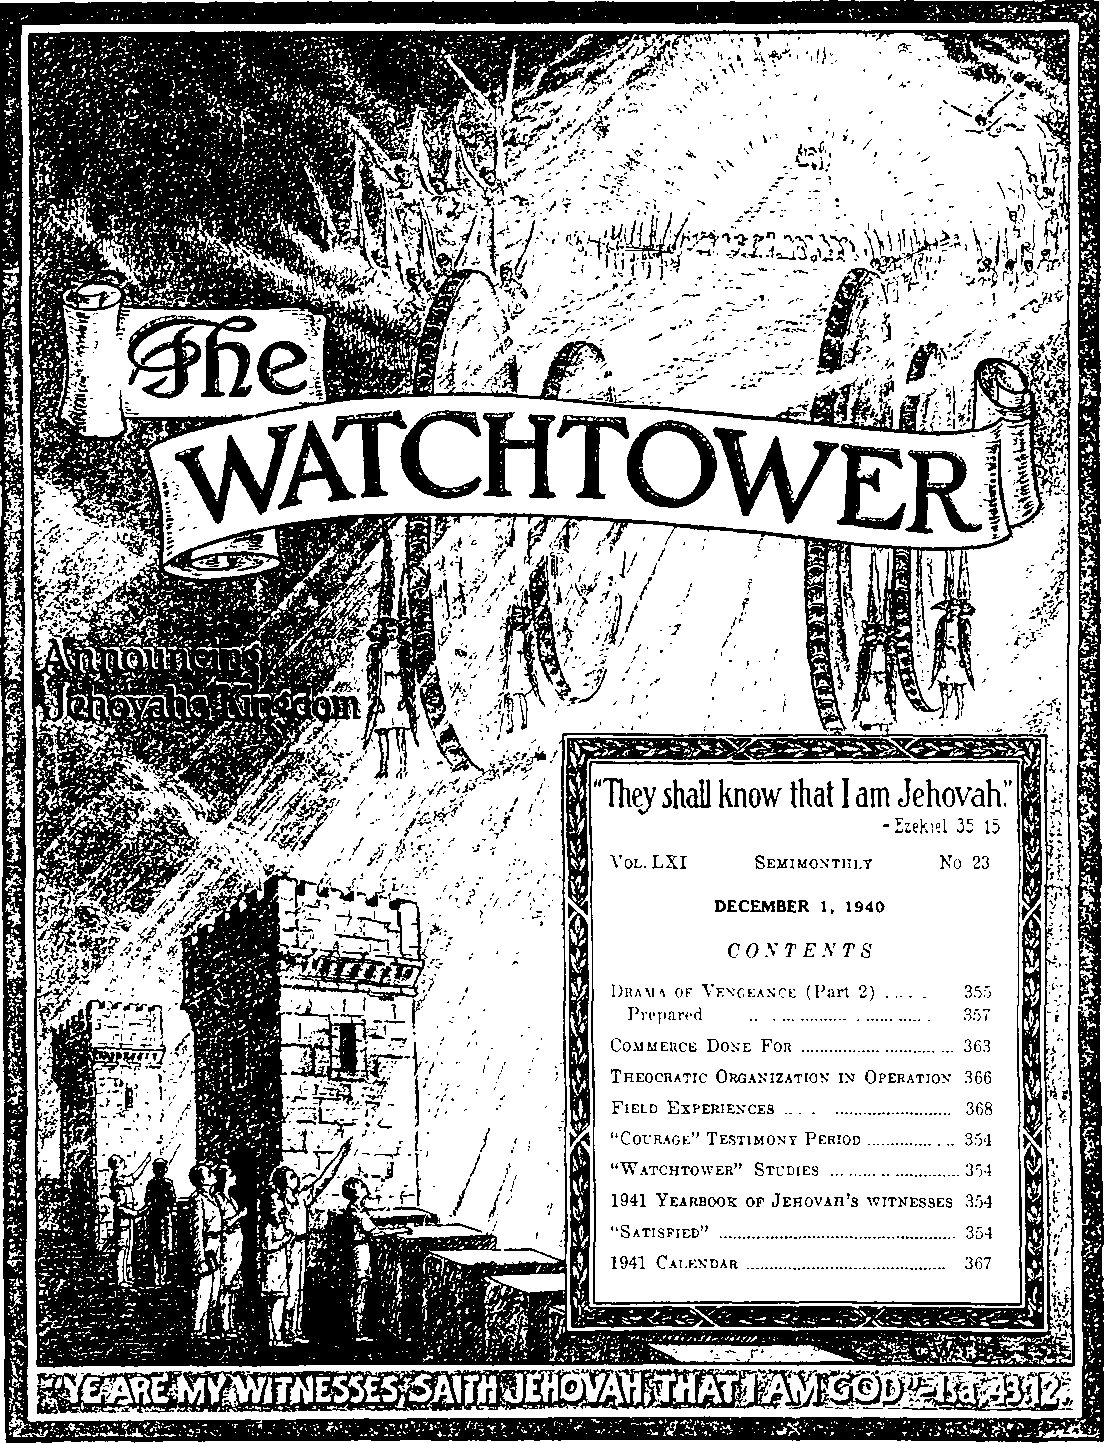 The
WATCHTOWER
Announcing
Jehovah's Kingdom
"They shall know that I am Jehovah."
- Ezekiel 35 15
VOL. LXI SEMIMONTHLY No 23
DECEMBER 1, 1940
CONTENTS
DRAMA OF VENGEANCE (Part 2) ..... 355
Prepared .......................... 357
COMMERCE DONE FOR .......................... 363
THEOCRATIC ORGANIZATION IN OPERATION 366
FIELD EXPERIENCES .......................... 368
"COURAGE" TESTIMONY PERIOD ................ 354
"WATCHTOWER" STUDIES ...................... 354
1941 YEARBOOK OF JEHOVAH'S WITNESSES 354
"SATISFIED" .......................................... 354
1941 CALENDAR .................................. 367
"YE ARE MY WITNESSES, SAITH JEHOVAH, THAT I AM GOD"-Isa. 43:12.